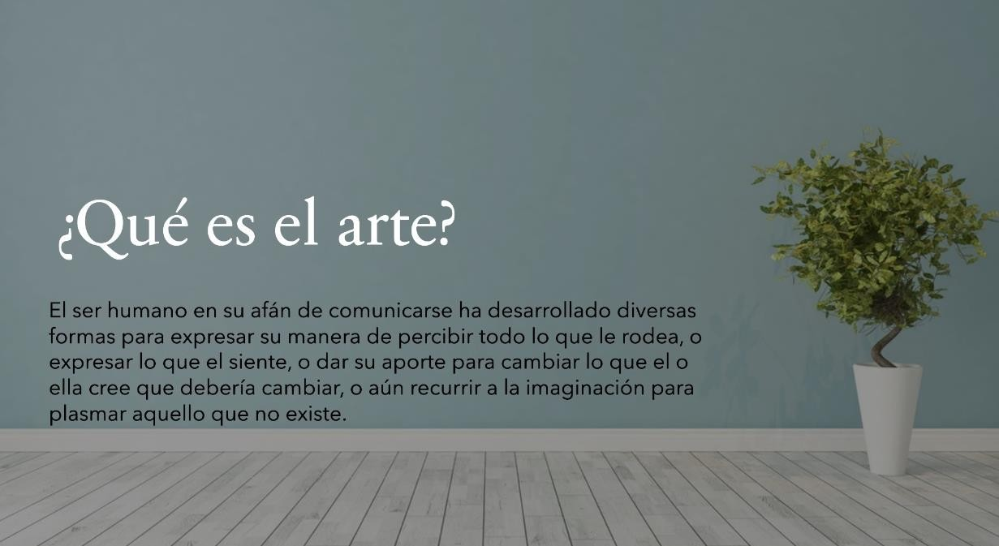 ¿Qué es el arte?
El ser humano en su afán de comunicarse ha desarrollado diversas
formas para expresar su manera de percibir todo lo que le rodea, o
expresar lo que el siente, o dar su aporte para cambiar lo que el o
ella cree que debería cambiar, o aún recurrir a la imaginación para
plasmar aquello que no existe.